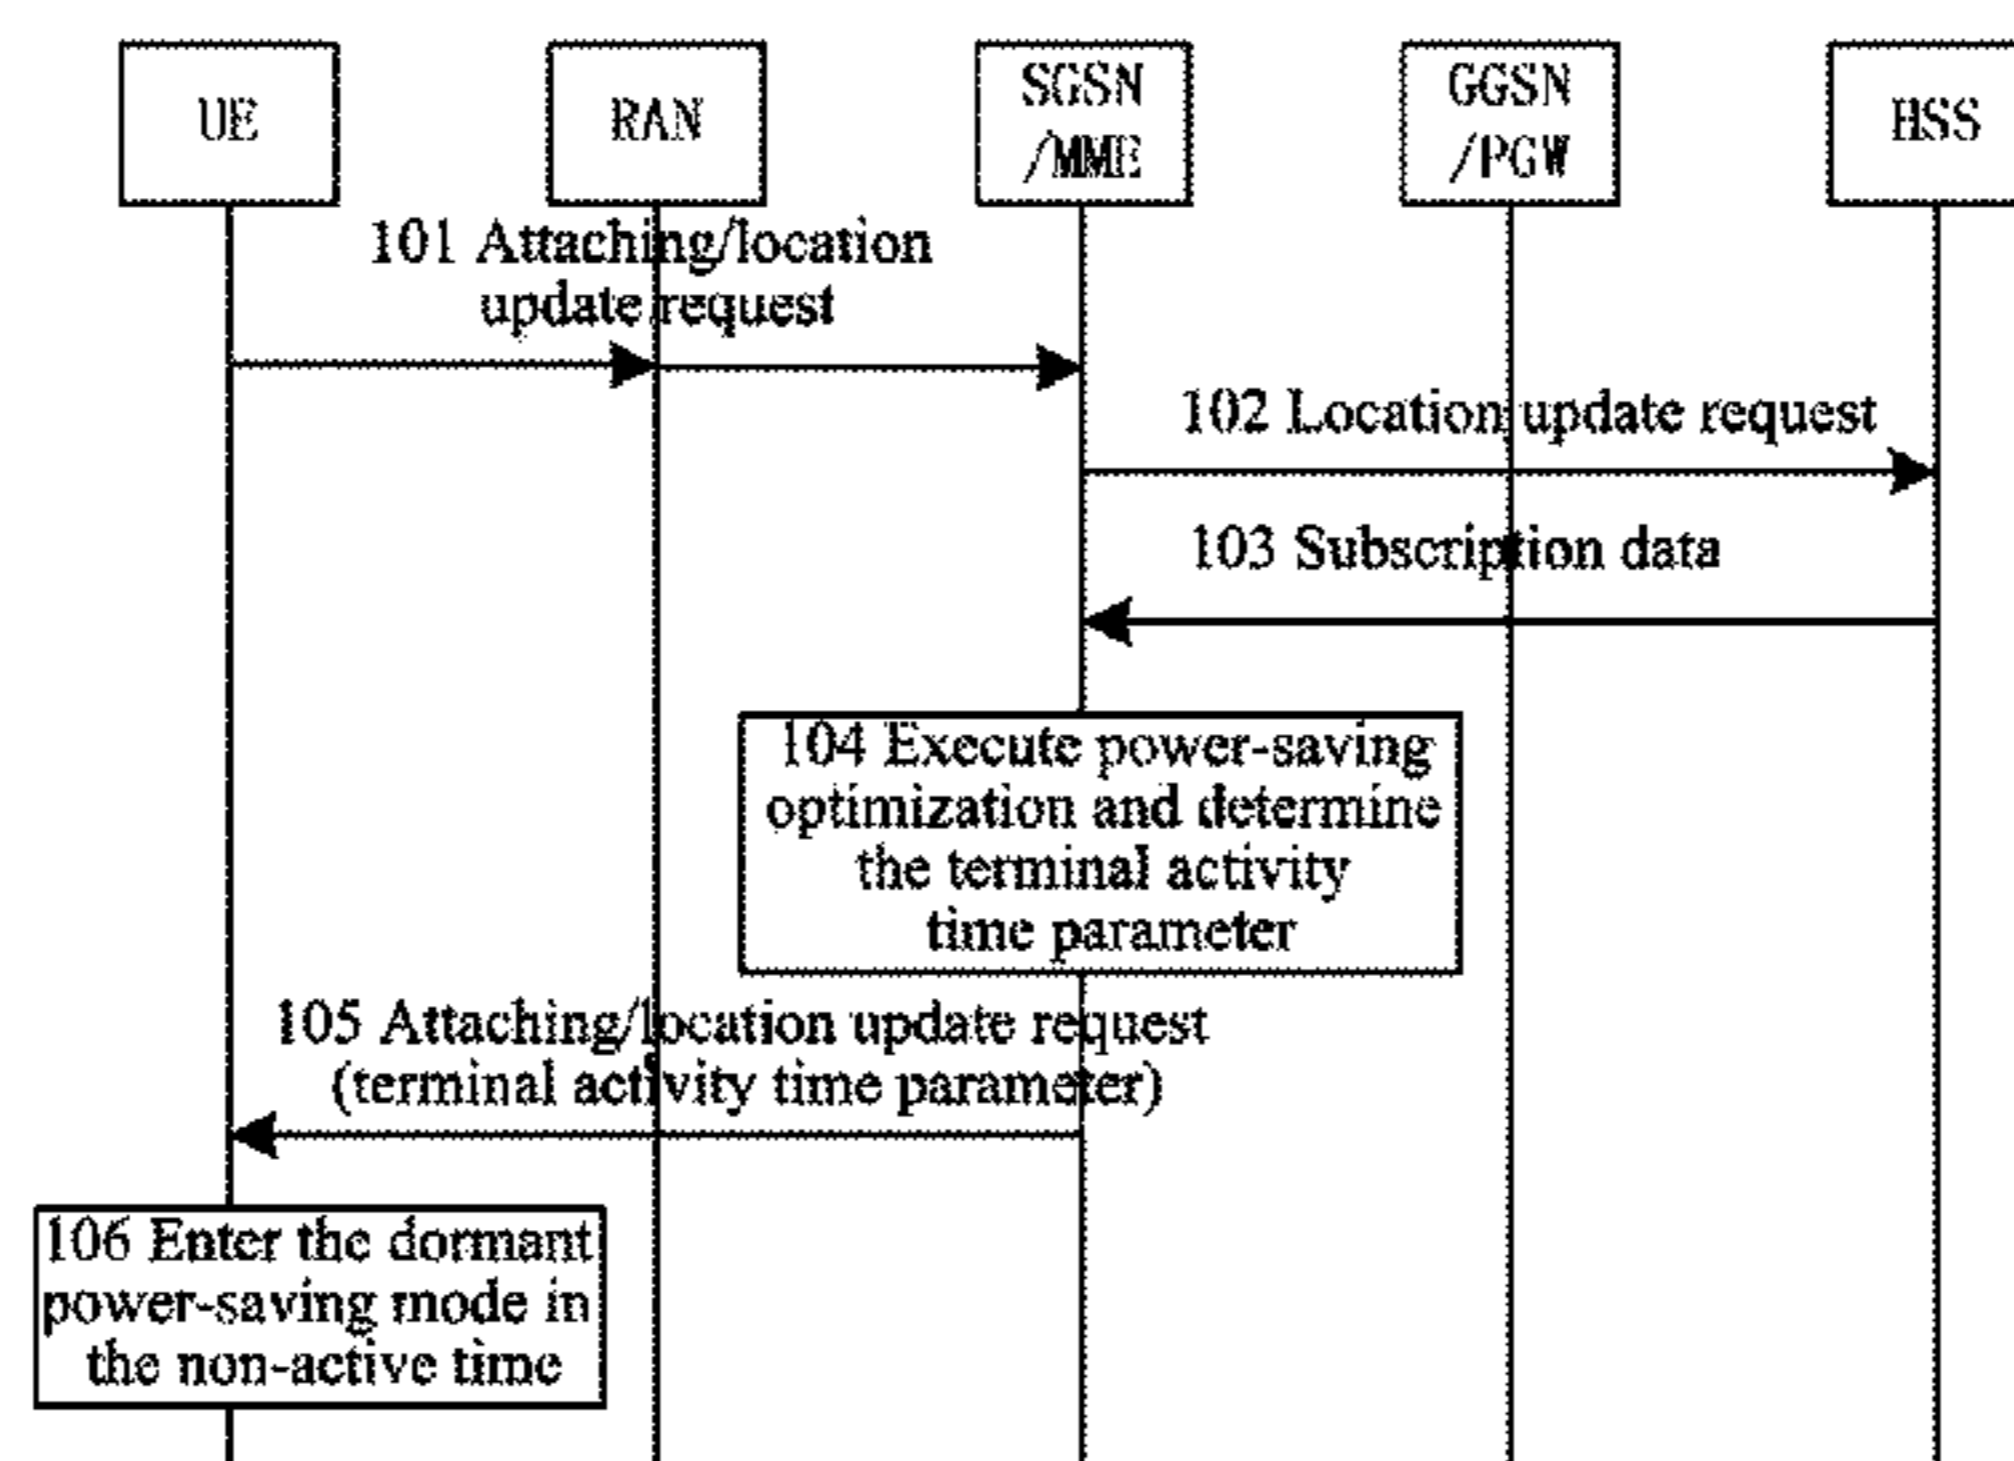 UE
RAN
SGSN
/MME
GGSN
/PGW
HSS
101 Attaching/location
update request
102 Location update request
103 Subscription data
104 Execute power-saving
optimization and determine
the terminal activity
time parameter
105 Attaching/location update request
(terminal activity time parameter)
106 Enter the dormant
power-saving mode in
the non-active time